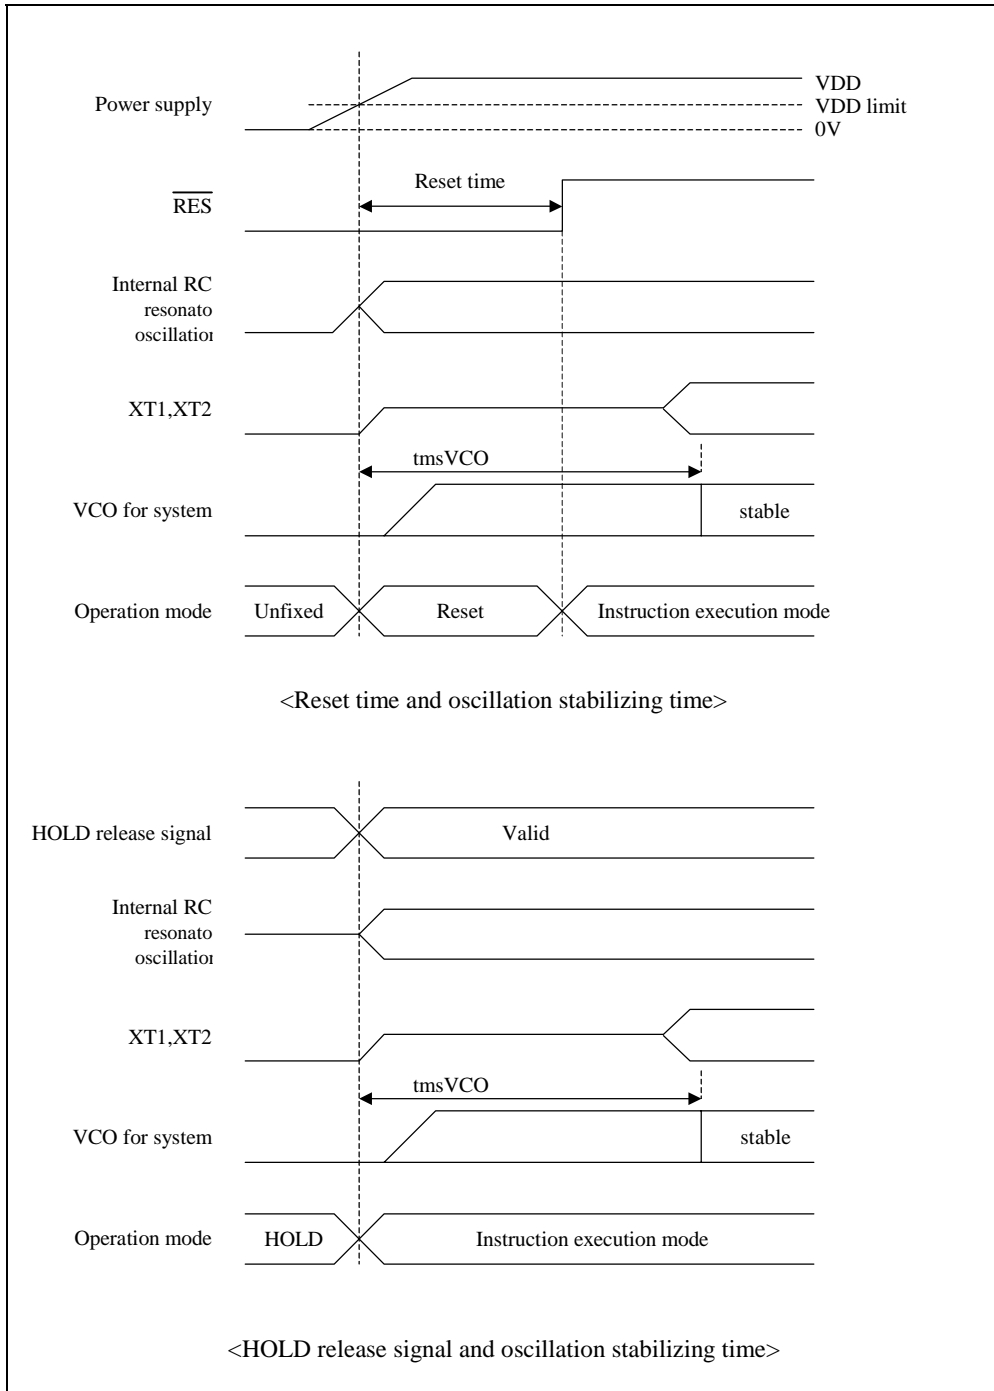 VDD
Power supply
VDD limit
0V
Reset time
RES
Internal RC
resonato
oscillation
XT1,XT2
tmsVCO
VCO for system
stable
Operation mode
Unfixed
Reset
Instruction execution mode
<Reset time and oscillation stabilizing time>
HOLD release signal
Valid
Internal RC
resonato
oscillation
XT1,XT2
tmsVCO
VCO for system
stable
Operation mode
HOLD
Instruction execution mode
<HOLD release signal and oscillation stabilizing time>